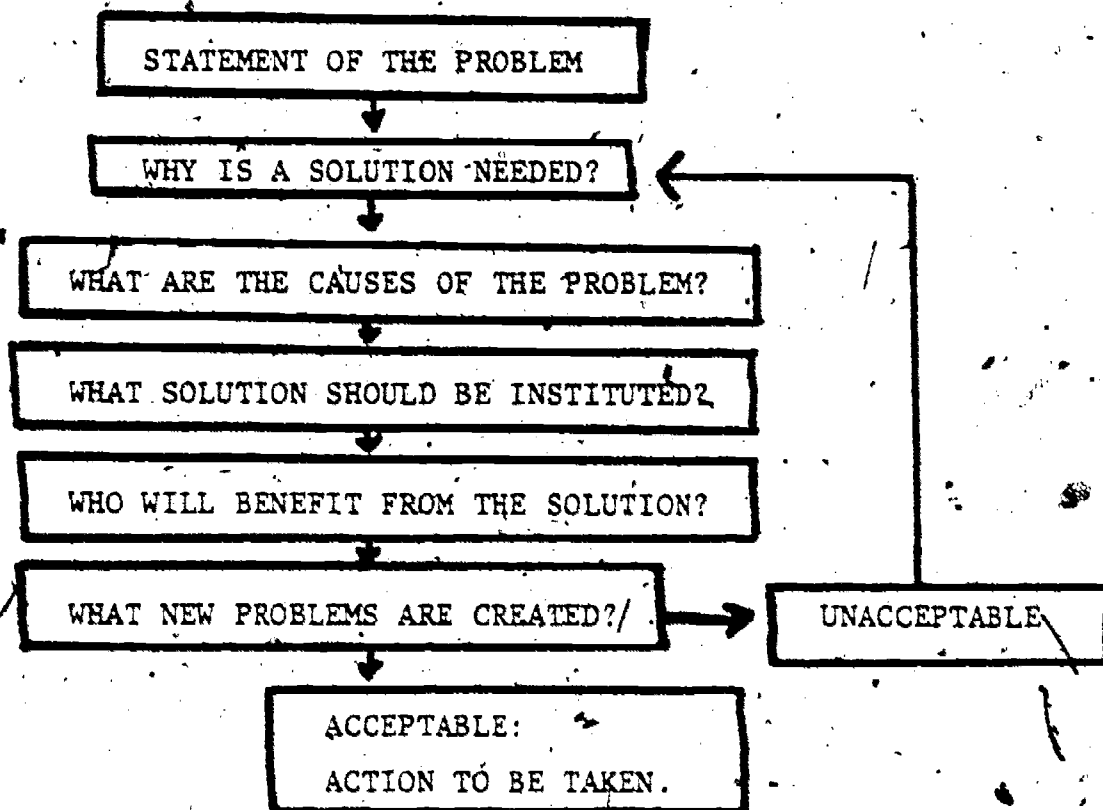 STATEMENT OF THE PROBLEM
WHY IS A SOLUTION NEEDED?
WHAT ARE THE CAUSES OF THE PROBLEM?
WHAT SOLUTION SHOULD BE INSTITUTED?
WHO WILL BENEFIT FROM THE SOLUTION?
WHAT NEW PROBLEMS ARE CREATED?
UNACCEPTABLE
ACCEPTABLE:
ACTION TO BE TAKEN.